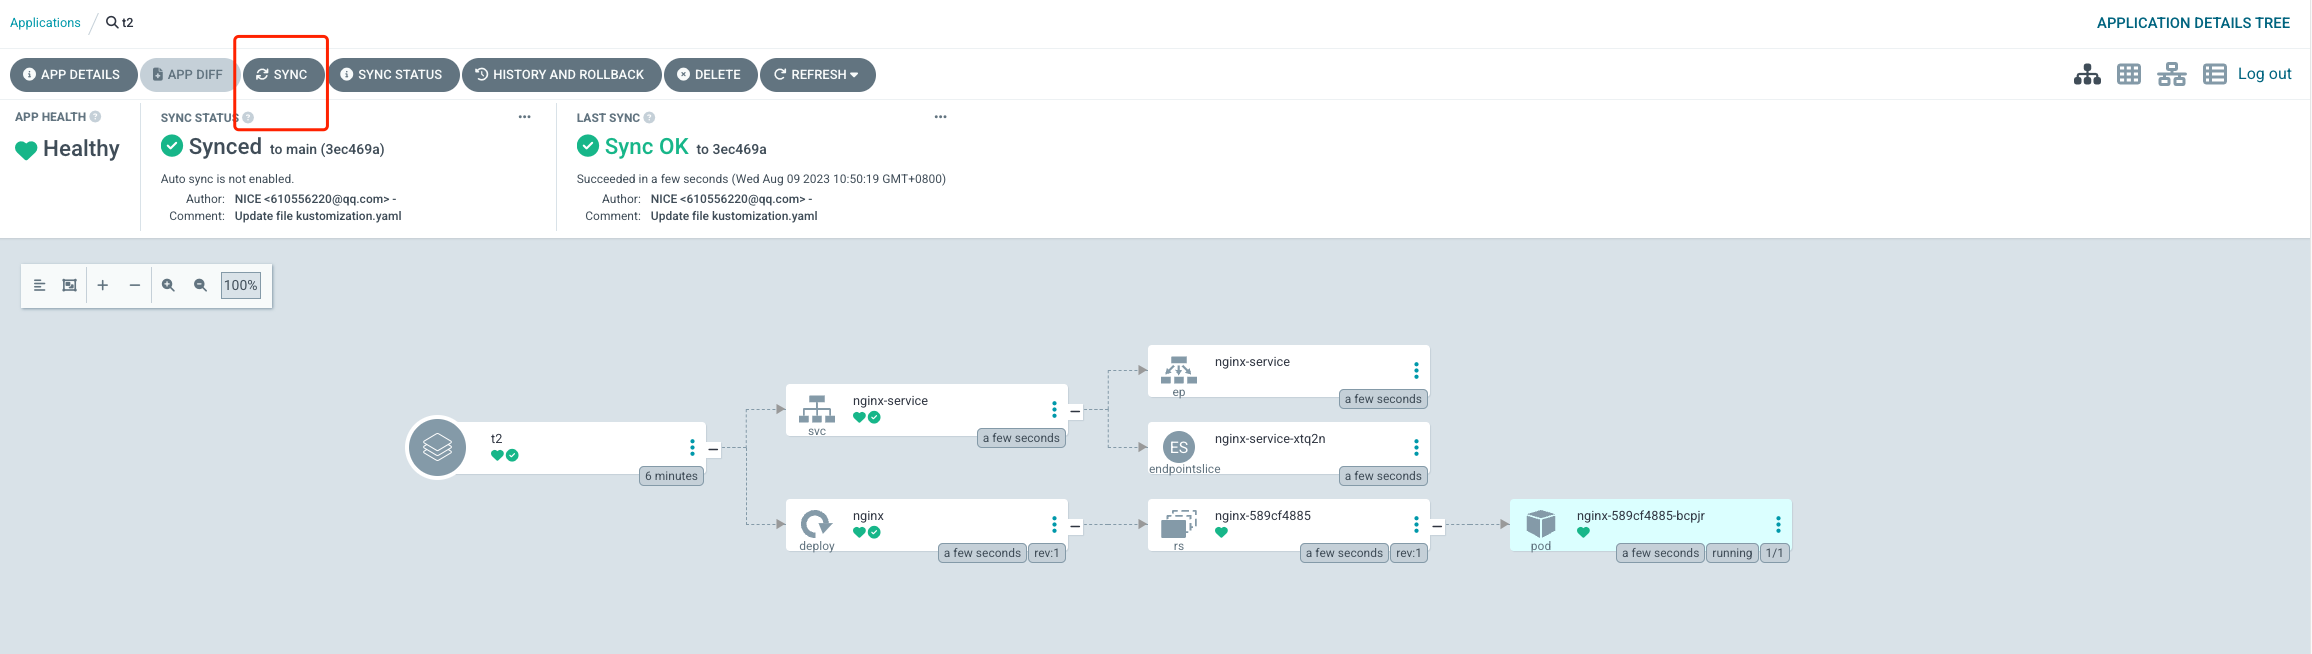 Applications / t2
APPLICATION DETAILS TREE
APP DETAILS
APP DIFF
SYNC
SYNC STATUS
HISTORY AND ROLLBACK
DELETE
REFRESH
Log out
APP HEALTH ?
Healthy
SYNC STATUS ?
Synced to main (3ec469a)
Auto sync is not enabled.
Author: NICE <610556220@qq.com> -
Comment: Update file kustomization.yaml
LAST SYNC ?
Sync OK to 3ec469a
Succeeded in a few seconds (Wed Aug 09 2023 10:50:19 GMT+0800)
Author: NICE <610556220@qq.com> -
Comment: Update file kustomization.yaml
100%
t2
6 minutes
nginx-service
svc
a few seconds
nginx-service
ep
a few seconds
ES
nginx-service-xtq2n
endpointslice
a few seconds
nginx
deploy
a few seconds
rev:1
nginx-589cf4885
rs
a few seconds
rev:1
nginx-589cf4885-bcpjr
pod
a few seconds
running
1/1